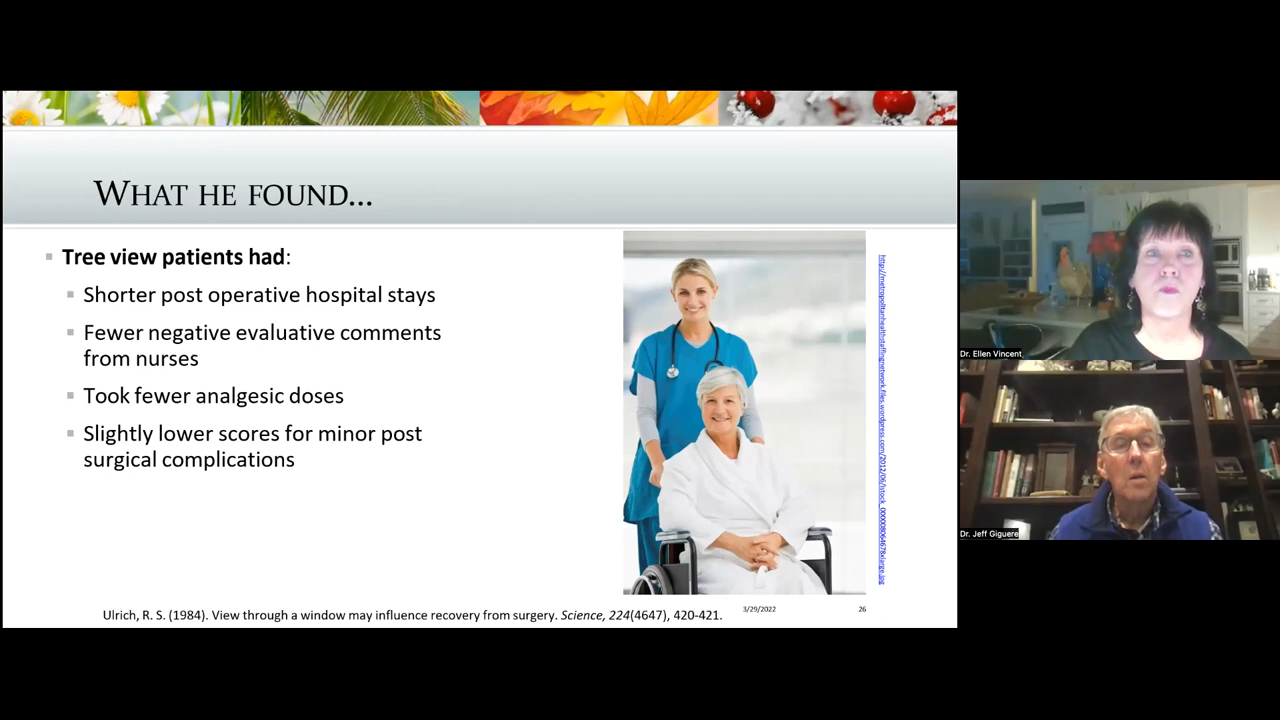 WHAT HE FOUND...
Tree view patients had:
Shorter post operative hospital stays
Fewer negative evaluative comments
from nurses
Took fewer analgesic doses
Slightly lower scores for minor post
surgical complications
Ulrich, R. S. (1984). View through a window may influence recovery from surgery. Science, 224(4647), 420-421.
3/29/2022
26
Dr. Ellen Vincent
Dr. Jeff Giguere